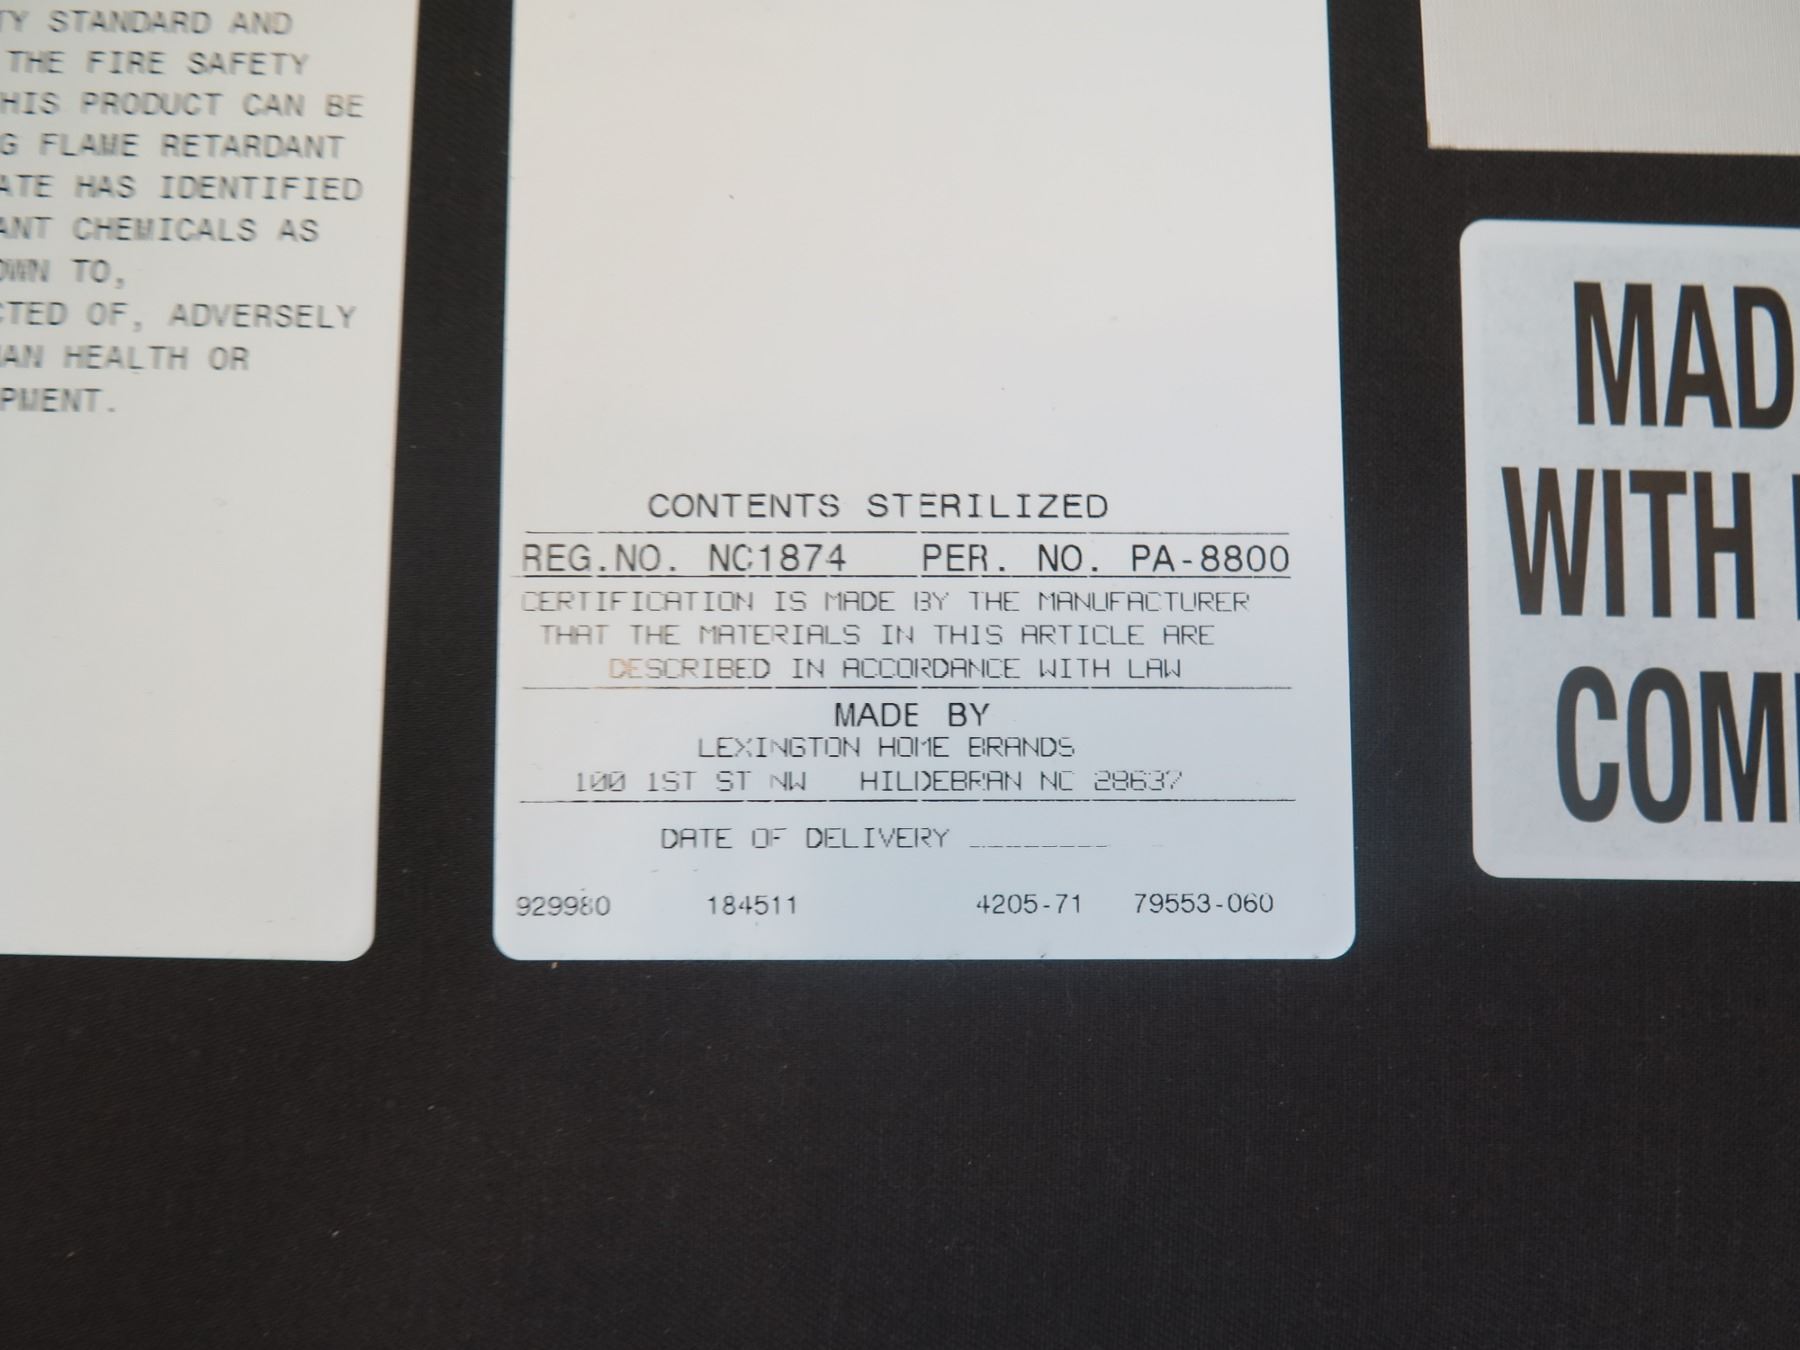 TY STANDARD AND
THE FIRE SAFETY
HIS PRODUCT CAN BE
G FLAME RETARDANT
ATE HAS IDENTIFIED
ANT CHEMICALS AS
OWN TO,
CTED OF, ADVERSELY
AN HEALTH OR
PMENT.
CONTENTS STERILIZED
REG.NO. NC1874 PER. NO. PA-8800
CERTIFICATION IS MADE BY THE MANUFACTURER
THAT THE MATERIALS IN THIS ARTICLE ARE
DESCRIBED IN ACCORDANCE WITH LAW
MADE BY
LEXINGTON HOME BRANDS
100 1ST ST NW HILDEBRAN NC 28637
DATE OF DELIVERY __________
929980 184511 4205-71 79553-060
MAD
WITH
COM